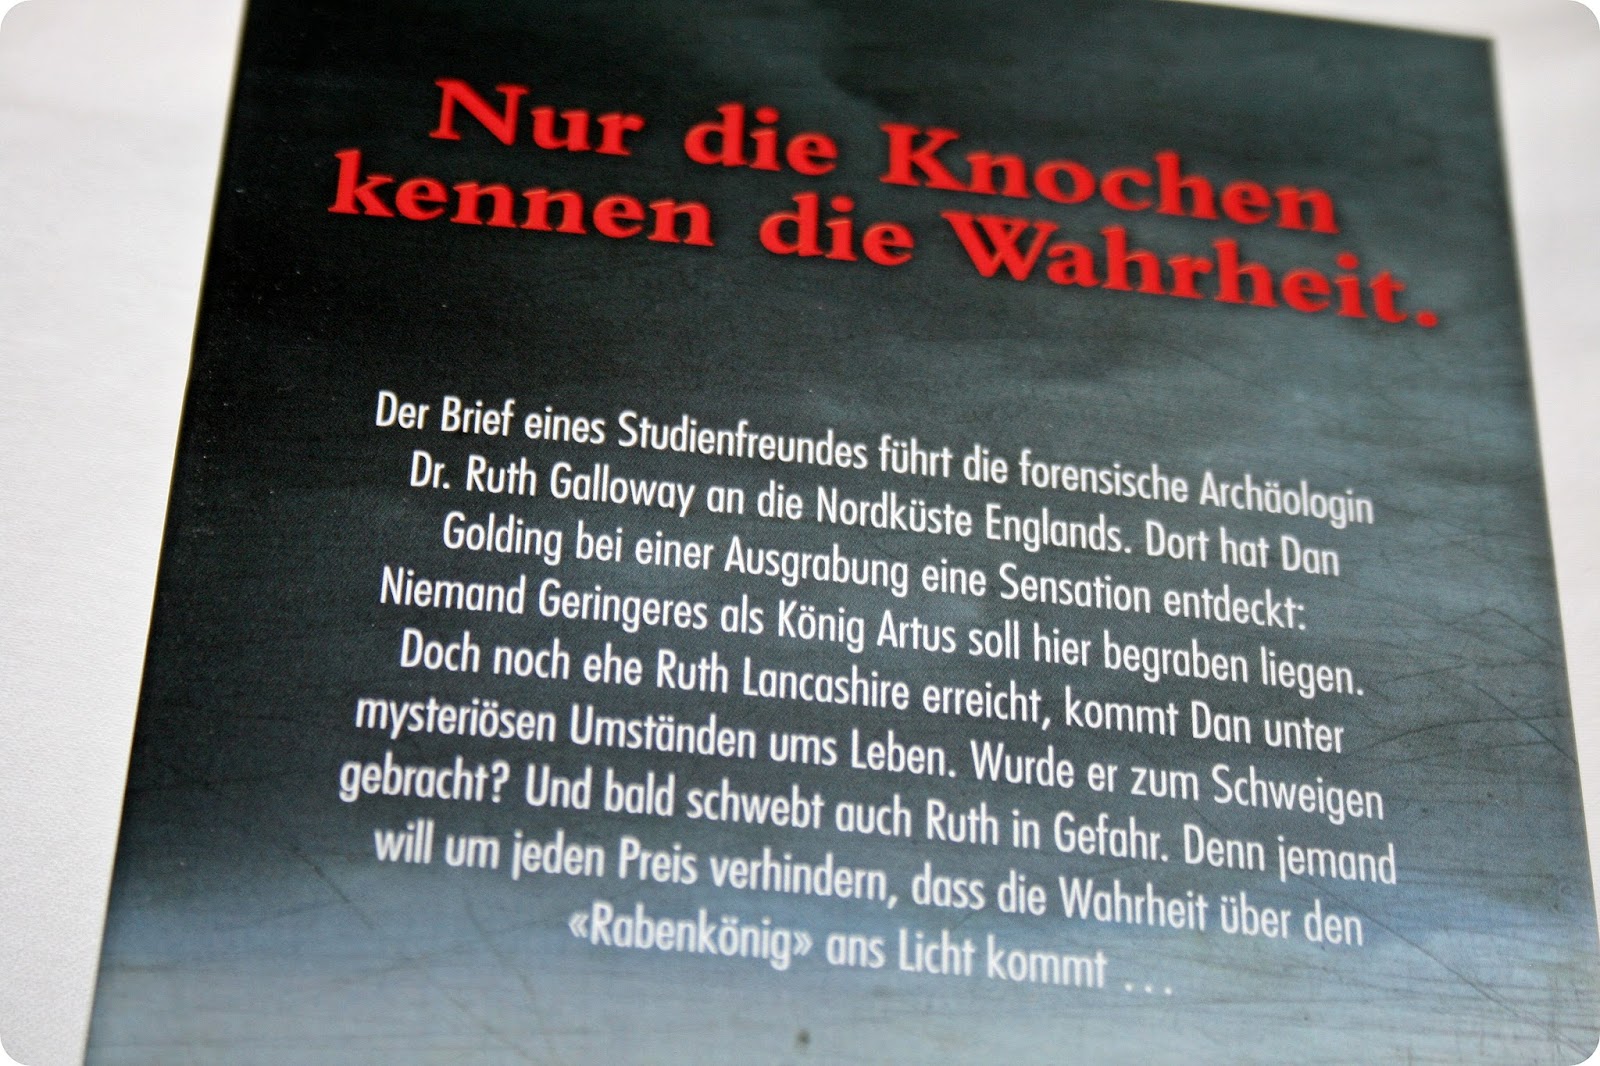 Nur die Knochen
kennen die Wahrheit.
Der Brief eines Studienfreundes führt die forensische Archäologin
Dr. Ruth Galloway an die Nordküste Englands. Dort hat Dan
Golding bei einer Ausgrabung eine Sensation entdeckt:
Niemand Geringeres als König Artus soll hier begraben liegen.
Doch noch ehe Ruth Lancashire erreicht, kommt Dan unter
mysteriösen Umständen ums Leben. Wurde er zum Schweigen
gebracht? Und bald schwebt auch Ruth in Gefahr. Denn jemand
will um jeden Preis verhindern, dass die Wahrheit über den
«Rabenkönig» ans Licht kommt …